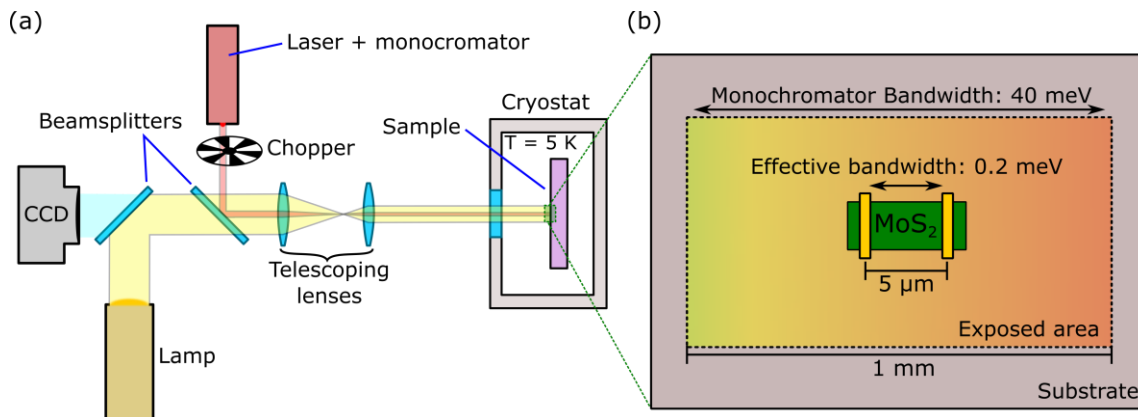 (a)
Laser + monocromator
Beamsplitters
Chopper
Cryostat
Sample
T = 5 K
CCD
Telescoping
lenses
Lamp
(b)
Monochromator Bandwidth: 40 meV
Effective bandwidth: 0.2 meV
MoS₂
5 μm
Exposed area
1 mm
Substrate